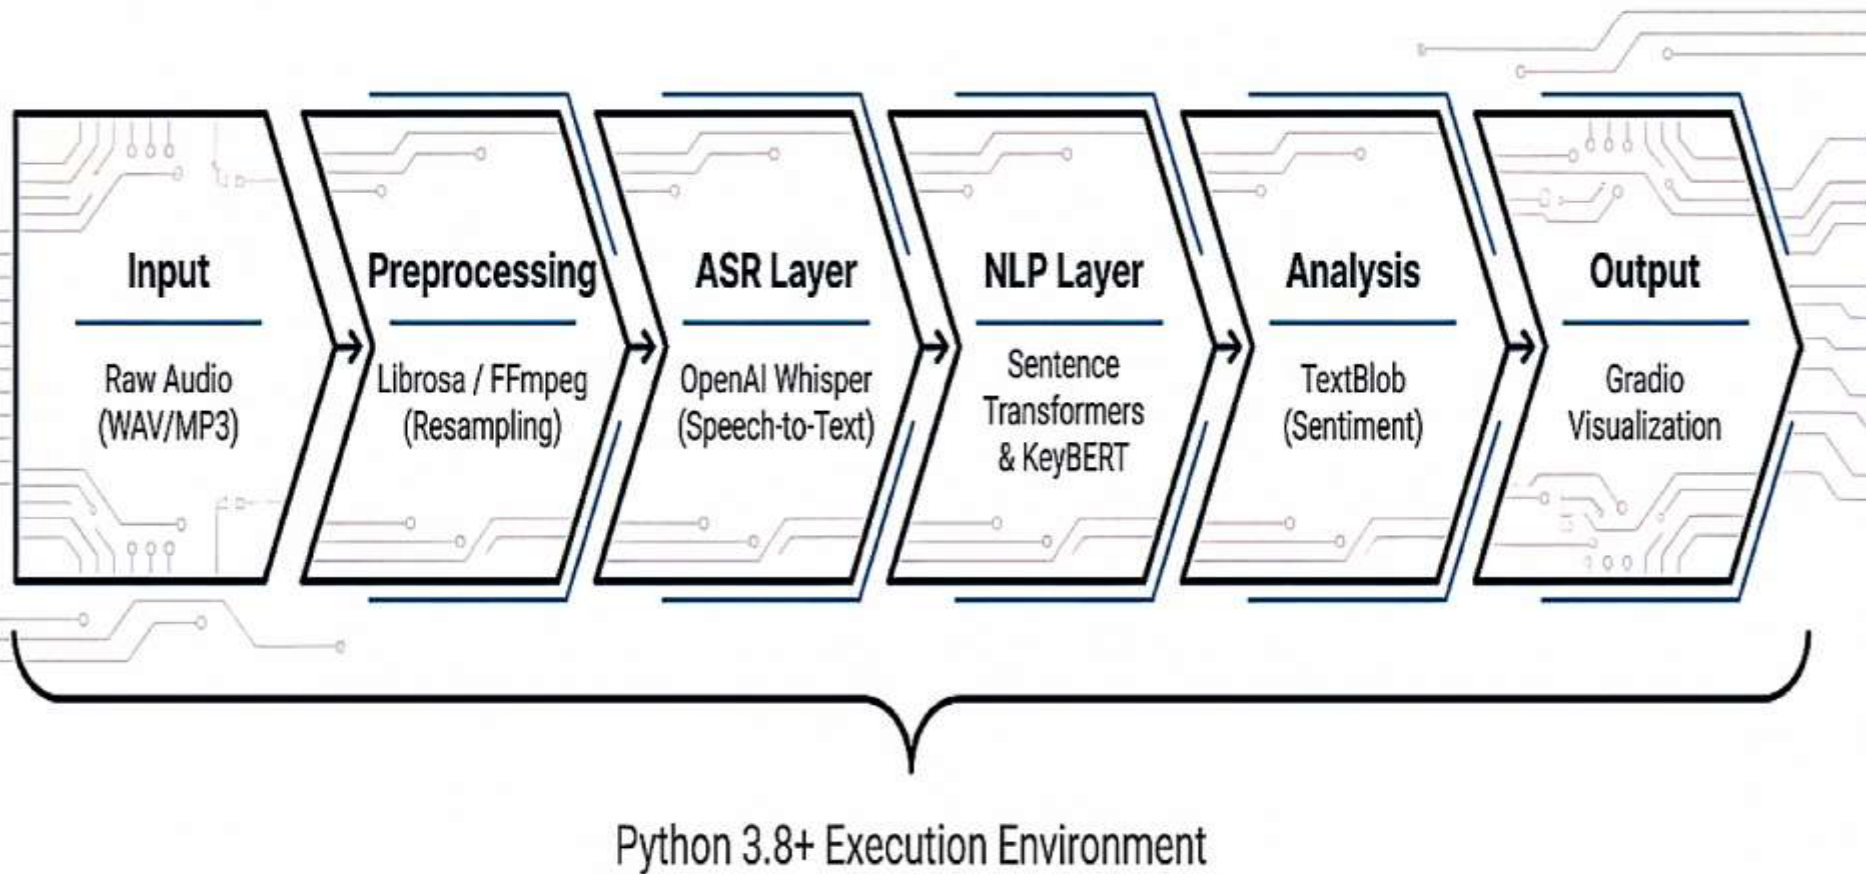 Input
Raw Audio
(WAV/MP3)
Preprocessing
Librosa / FFmpeg
(Resampling)
ASR Layer
OpenAI Whisper
(Speech-to-Text)
NLP Layer
Sentence
Transformers
& KeyBERT
Analysis
TextBlob
(Sentiment)
Output
Gradio
Visualization
Python 3.8+ Execution Environment